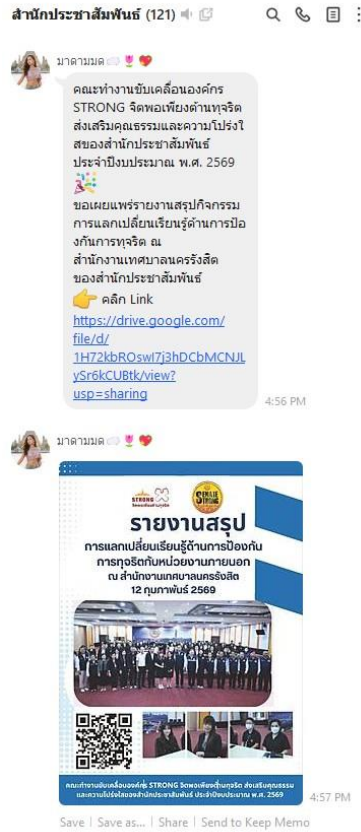 สำนักประชาสัมพันธ์ (121)
มาดามมด
คณะทำงานขับเคลื่อนองค์กร
STRONG จิตพอเพียงต้านทุจริต
ส่งเสริมคุณธรรมและความโปร่งใ
สของสำนักประชาสัมพันธ์
ประจำปีงบประมาณ พ.ศ. 2569
ขอเผยแพร่รายงานสรุปกิจกรรม
การแลกเปลี่ยนเรียนรู้ด้านการป้อ
งกันการทุจริต ณ
สำนักงานเทศบาลนครรังสิต
ของสำนักประชาสัมพันธ์
คลิก Link
https://drive.google.com/
file/d/
1H72kbROswI7j3hDCbMCNJL
ySr6kCUBtk/view?
usp=sharing
4:56 PM
มาดามมด
STRONG
จิตพอเพียงต้านทุจริต
รายงานสรุป
การแลกเปลี่ยนเรียนรู้ด้านการป้องกัน
การทุจริตกับหน่วยงานภายนอก
ณ สำนักงานเทศบาลนครรังสิต
12 กุมภาพันธ์ 2569
คณะทำงานขับเคลื่อนองค์กร STRONG จิตพอเพียงต้านทุจริต ส่งเสริมคุณธรรม
และความโปร่งใสของสำนักประชาสัมพันธ์ ประจำปีงบประมาณ พ.ศ. 2569
4:57 PM
Save | Save as... | Share | Send to Keep Memo